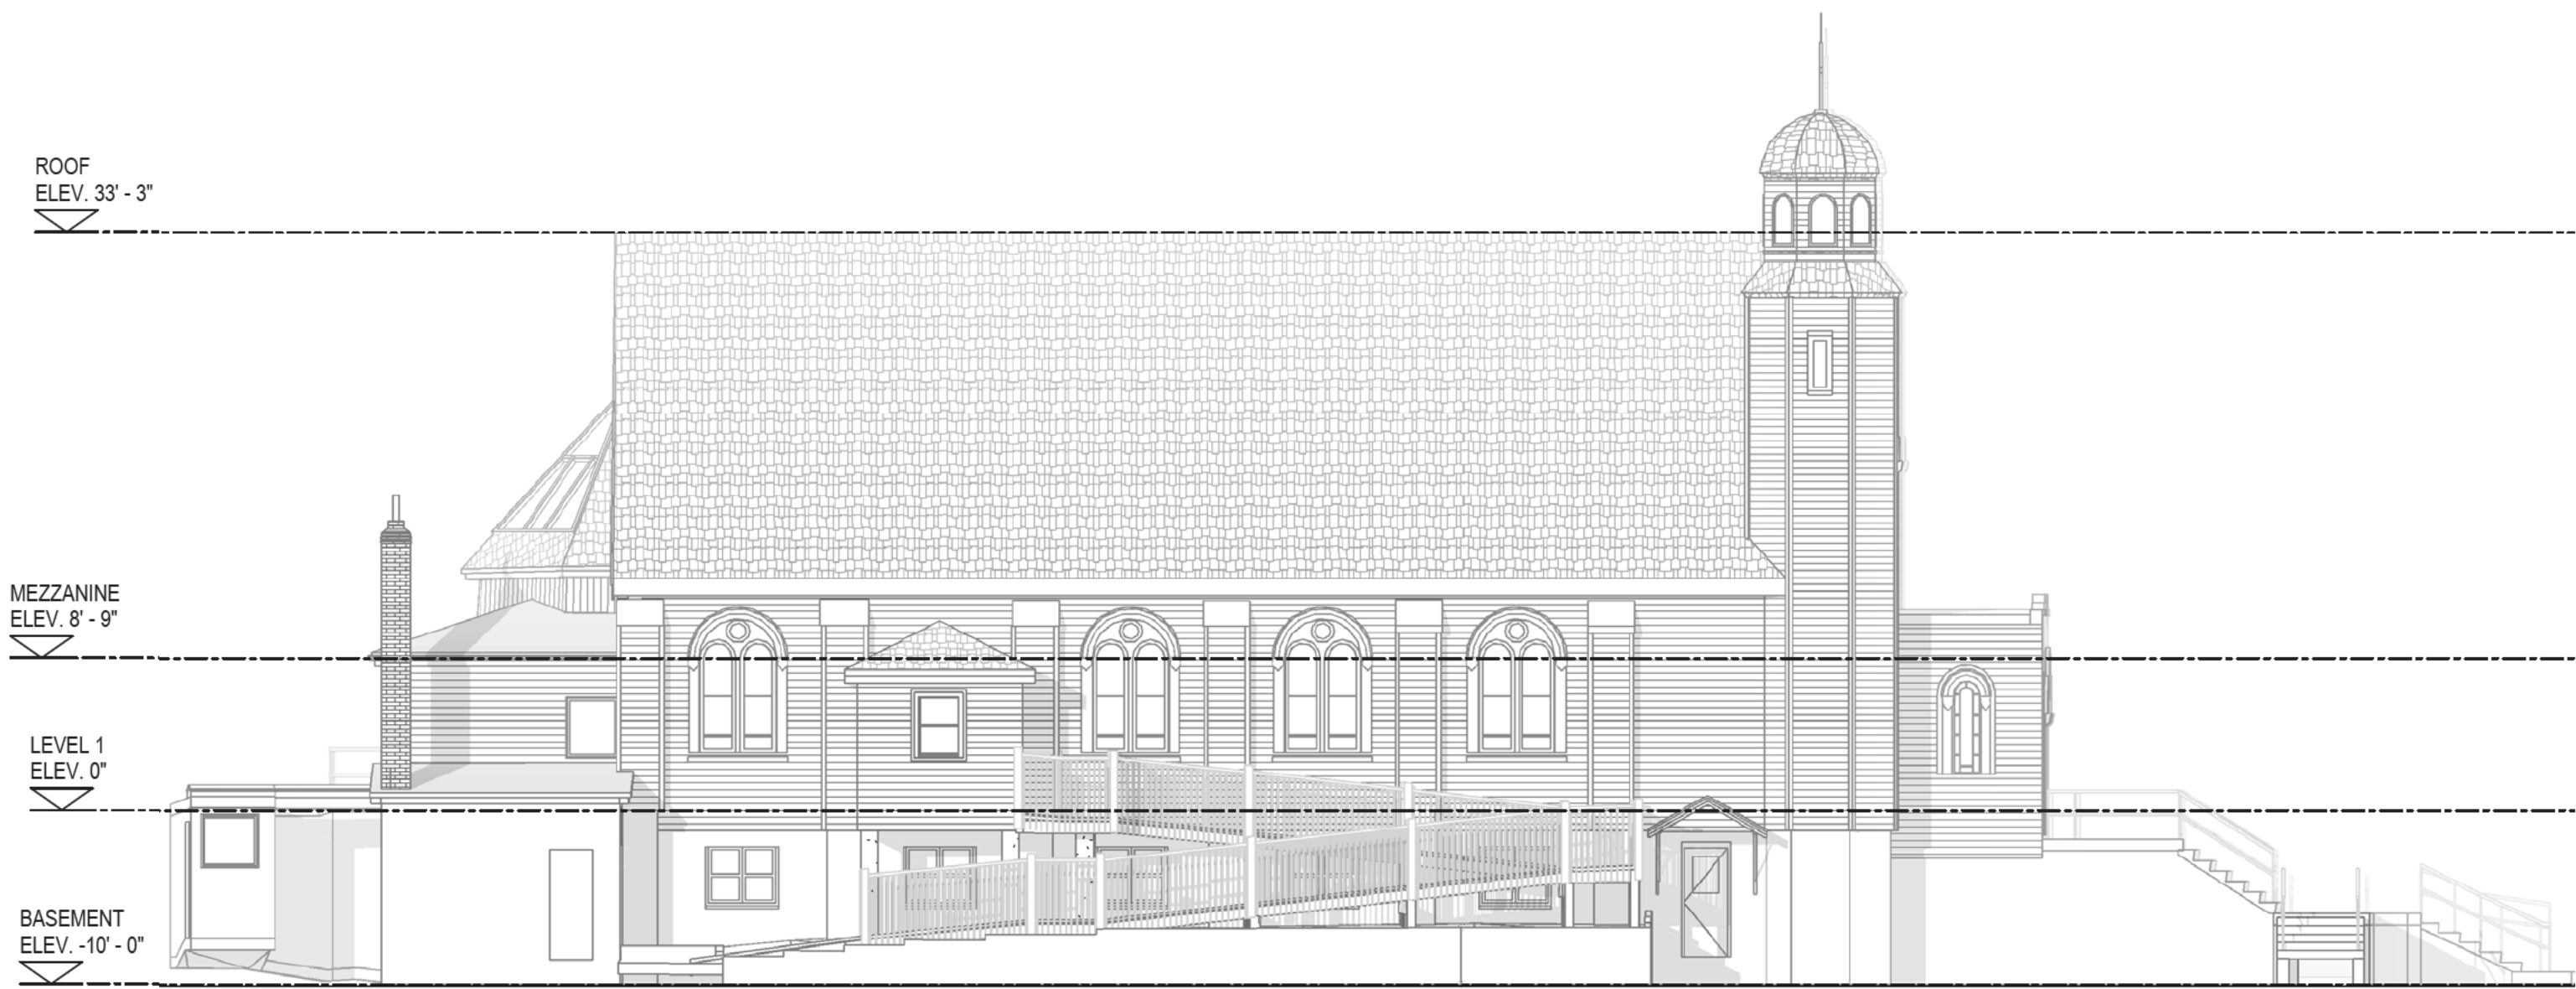 ROOF
ELEV. 33' - 3"
MEZZANINE
ELEV. 8' - 9"
LEVEL 1
ELEV. 0"
BASEMENT
ELEV. -10' - 0"